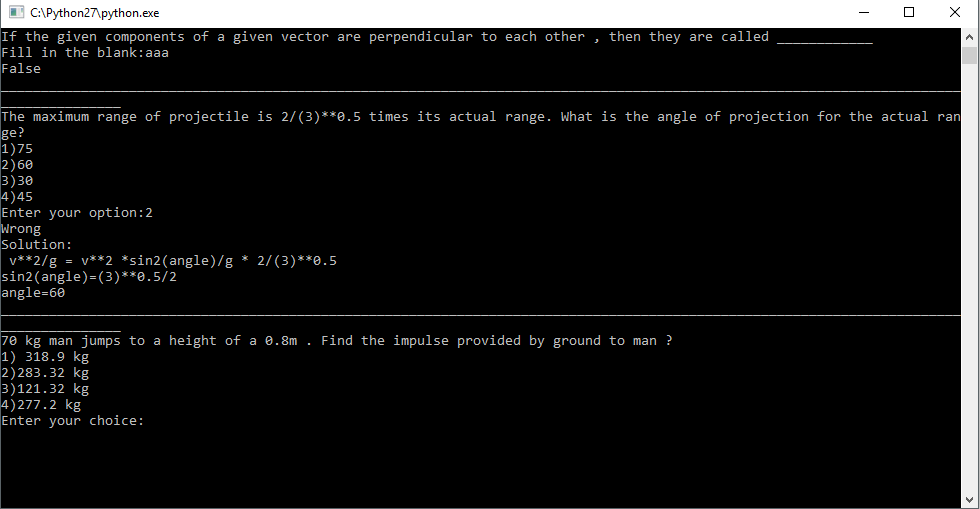 C:\Python27\python.exe
If the given components of a given vector are perpendicular to each other , then they are called ____________
Fill in the blank:aaa
False
________________________________________________________________________________________________________________________
_______________
The maximum range of projectile is 2/(3)**0.5 times its actual range. What is the angle of projection for the actual ran
ge?
1)75
2)60
3)30
4)45
Enter your option:2
Wrong
Solution:
 v**2/g = v**2 *sin2(angle)/g * 2/(3)**0.5
sin2(angle)=(3)**0.5/2
angle=60
________________________________________________________________________________________________________________________
_______________
70 kg man jumps to a height of a 0.8m . Find the impulse provided by ground to man ?
1) 318.9 kg
2)283.32 kg
3)121.32 kg
4)277.2 kg
Enter your choice: